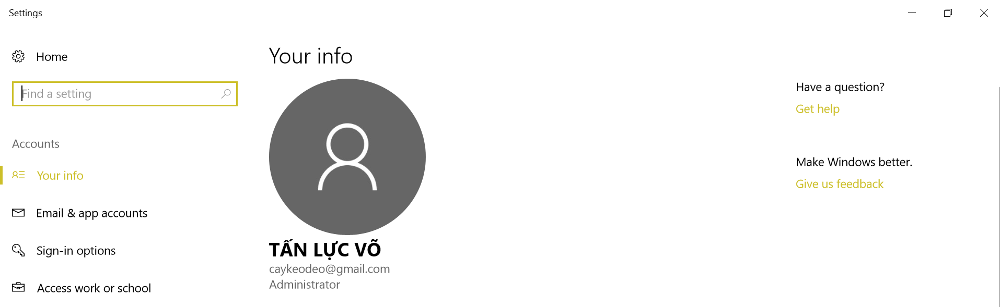 Settings
Home
Find a setting
Accounts
Your info
Email & app accounts
Sign-in options
Access work or school
Your info
TẤN LỰC VÕ
caykeodeo@gmail.com
Administrator
Have a question?
Get help
Make Windows better.
Give us feedback